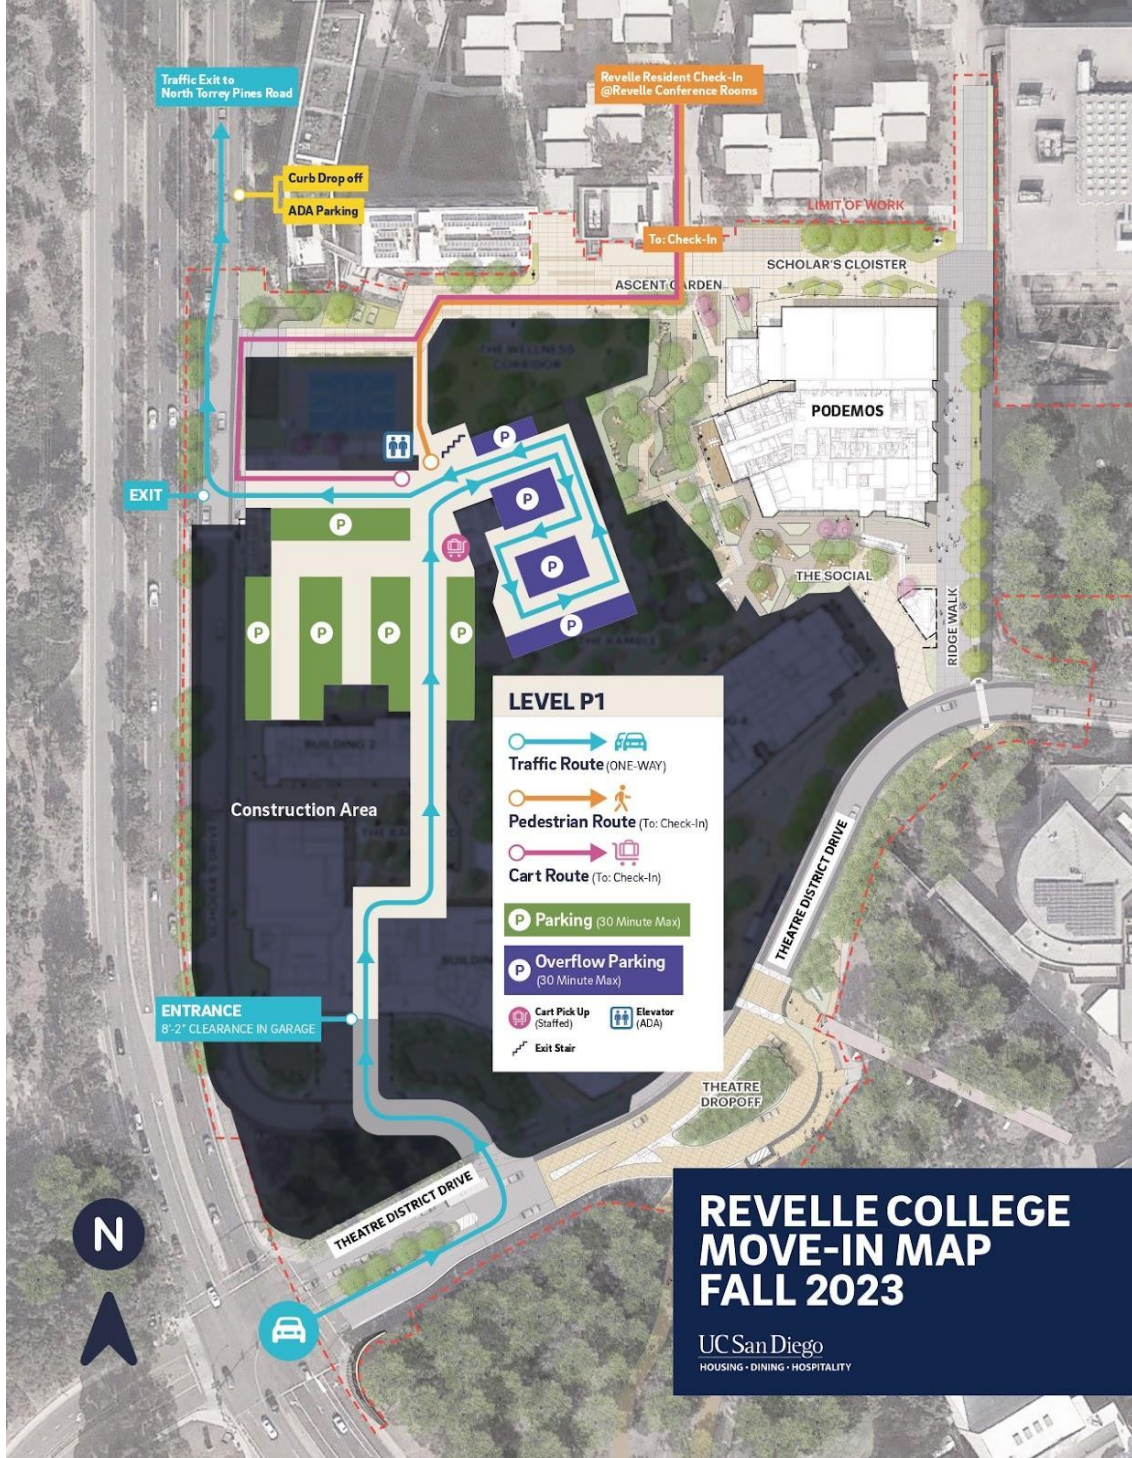 Traffic Exit to
North Torrey Pines Road
Revelle Resident Check-In
@Revelle Conference Rooms
Curb Drop off
ADA Parking
LIMIT OF WORK
To: Check-In
SCHOLAR'S CLOISTER
ASCENT GARDEN
THE WELLNESS
CORRIDOR
PODEMOS
P
P
EXIT
P
P
THE SOCIAL
RIDGE WALK
P
P
P
P
P
THE RAMBLE
LEVEL P1
Traffic Route (ONE-WAY)
Pedestrian Route (To: Check-In)
Cart Route (To: Check-In)
P Parking (30 Minute Max)
P Overflow Parking
(30 Minute Max)
Cart Pick Up
(Staffed)
Elevator
(ADA)
Exit Stair
Construction Area
THEATRE DISTRICT DRIVE
ENTRANCE
8'-2" CLEARANCE IN GARAGE
THEATRE
DROPOFF
THEATRE DISTRICT DRIVE
N
REVELLE COLLEGE
MOVE-IN MAP
FALL 2023
UC San Diego
HOUSING • DINING • HOSPITALITY